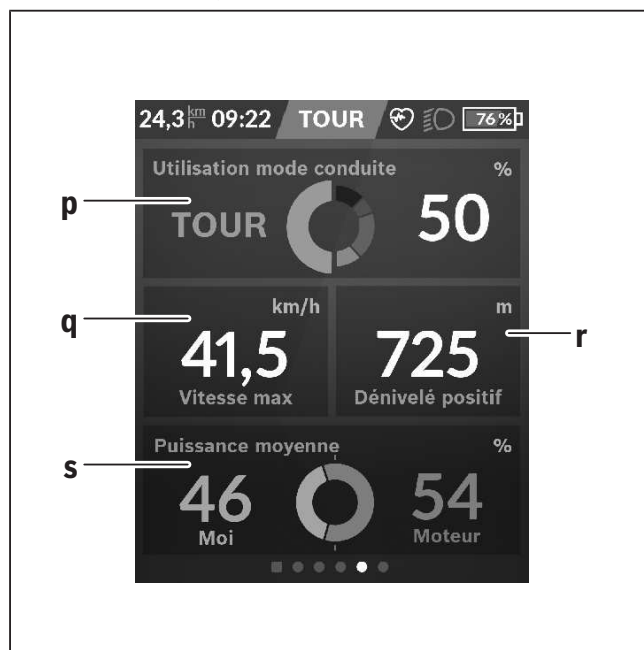 24,3 km/h 09:22 TOUR 76%
Utilisation mode conduite %
p
TOUR 50
q
km/h
41,5
Vitesse max
m
725
Dénivelé positif
r
Puissance moyenne %
s
46 54
Moi Moteur